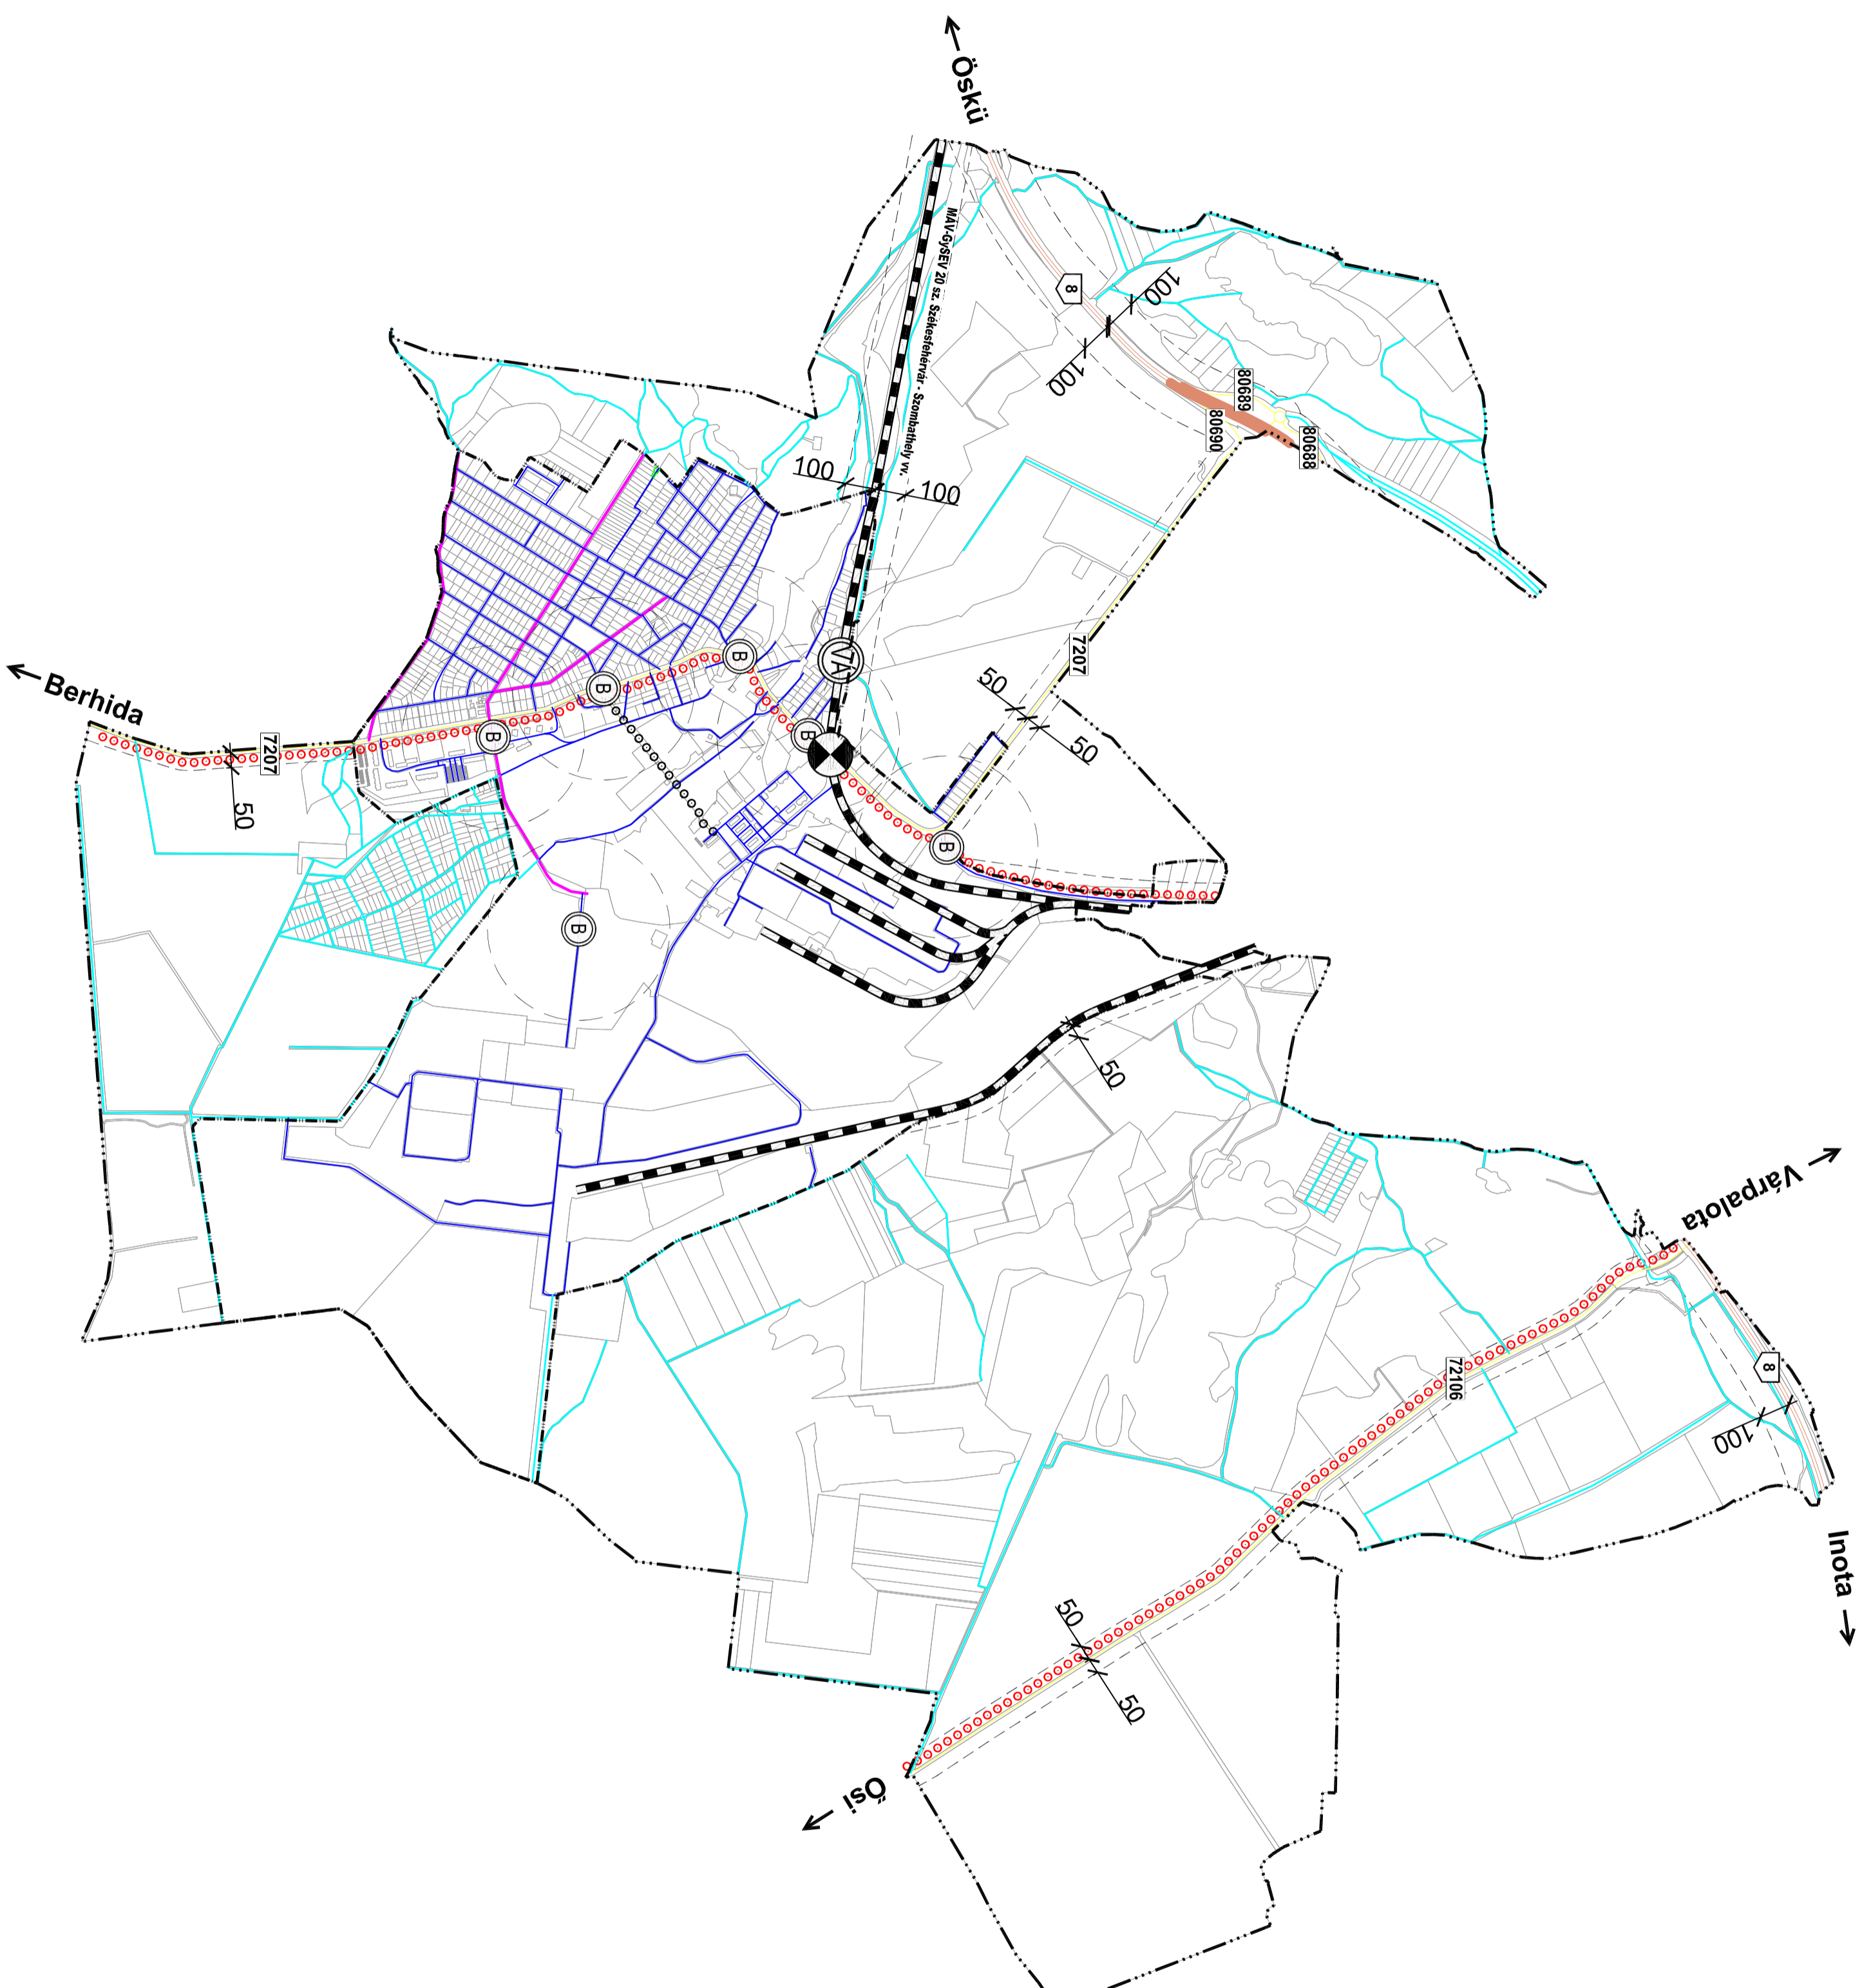 Öskü
MÁV-GySEV 20 sz. Székesfehérvár - Szombathely vv.
8
100
100
80689
80690
80688
100
100
7207
50
50
VÁ
B
B
B
B
B
B
Berhida
7207
50
50
Várpalota
8
100
72106
Inota
50
50
Ősi